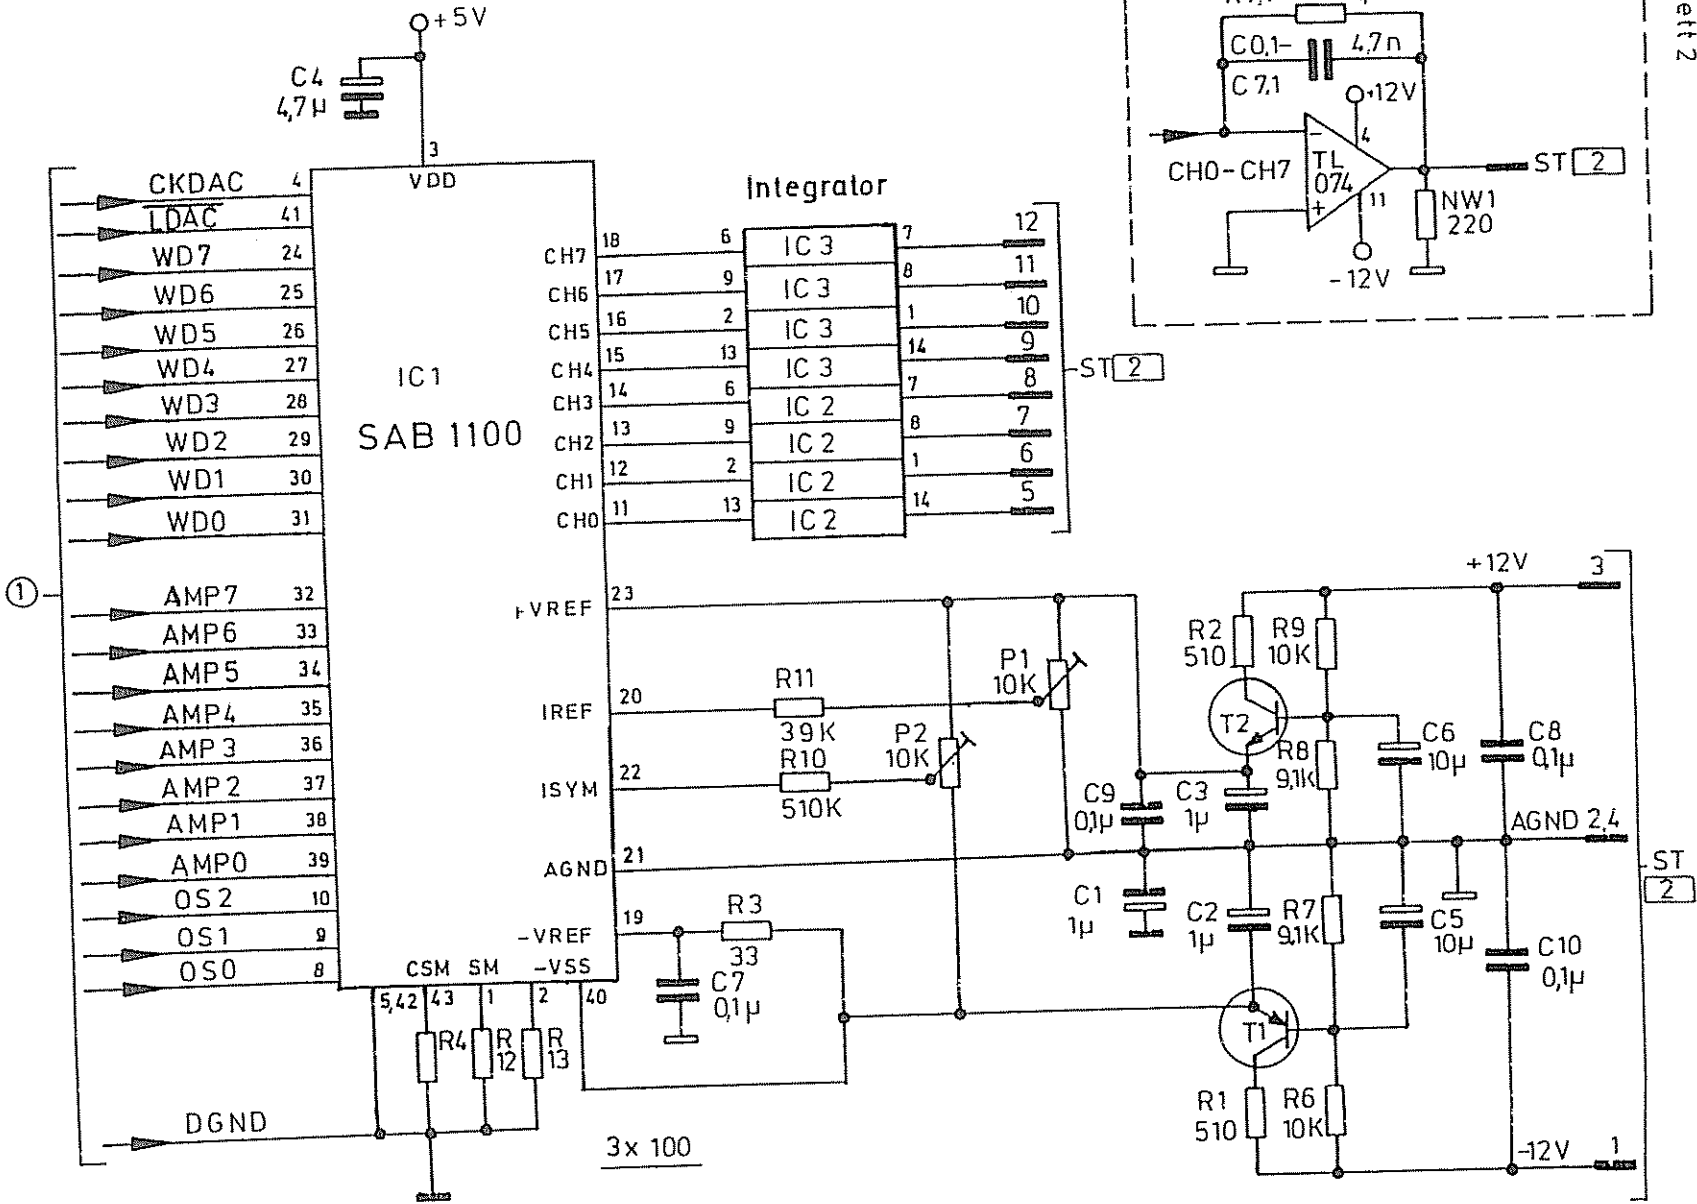 +5V
C4
4,7µ
3
VDD
CKDAC 4
LDAC 41
WD7 24
WD6 25
WD5 26
WD4 27
WD3 28
WD2 29
WD1 30
WD0 31
1
AMP7 32
AMP6 33
AMP5 34
AMP4 35
AMP3 36
AMP2 37
AMP1 38
AMP0 39
OS2 10
OS1 9
OS0 8
DGND
IC1
SAB 1100
CH7 18
CH6 17
CH5 16
CH4 15
CH3 14
CH2 13
CH1 12
CH0 11
VREF 23
IREF 20
ISYM 22
AGND 21
-VREF 19
CSM SM -VSS
5,42 43 1 2 40
R4
R 12
R 13
3x 100
Integrator
6 IC 3 7 12
9 IC 3 8 11
2 IC 3 1 10
13 IC 3 14 9
6 IC 2 7 8
9 IC 2 8 7
2 IC 2 1 6
13 IC 2 14 5
ST 2
R11
39K
R10
510K
P1
10K
P2
10K
R3
33
C7
0,1µ
C9
0,1µ
C3
1µ
C1
1µ
C2
1µ
R2
510
R9
10K
T2
R8
9,1K
C6
10µ
C8
0,1µ
R7
9,1K
C5
10µ
C10
0,1µ
T1
R1
510
R6
10K
+12V 3
AGND 2,4
-12V 1
ST
2
C0,1-
C7,1
4,7n
+12V
4
CH0-CH7
-
TL
074
+
11
-12V
NW1
220
ST 2
ett 2